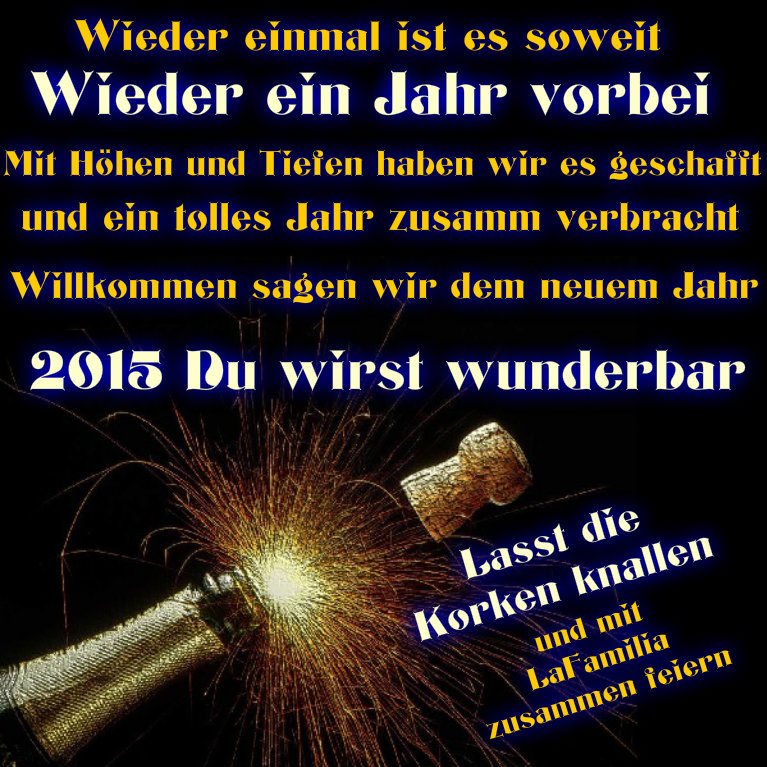 Wieder einmal ist es soweit
Wieder ein Jahr vorbei
Mit Höhen und Tiefen haben wir es geschafft
und ein tolles Jahr zusamm verbracht
Willkommen sagen wir dem neuem Jahr
2015 Du wirst wunderbar
Lasst die
Korken knallen
und mit
LaFamilia
zusammen feiern